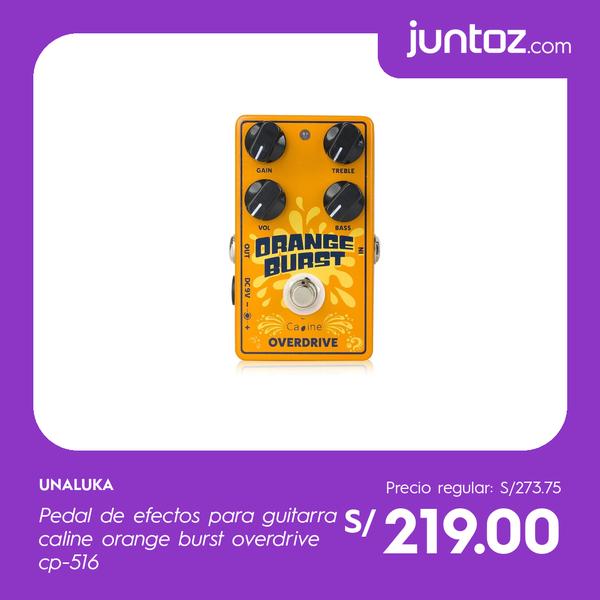 juntoz.com
GAIN
TREBLE
VOL
BASS
OUT
IN
ORANGE
BURST
DC9V
Caline
OVERDRIVE
UNALUKA
Pedal de efectos para guitarra
caline orange burst overdrive
cp-516
Precio regular: S/273.75
S/219.00